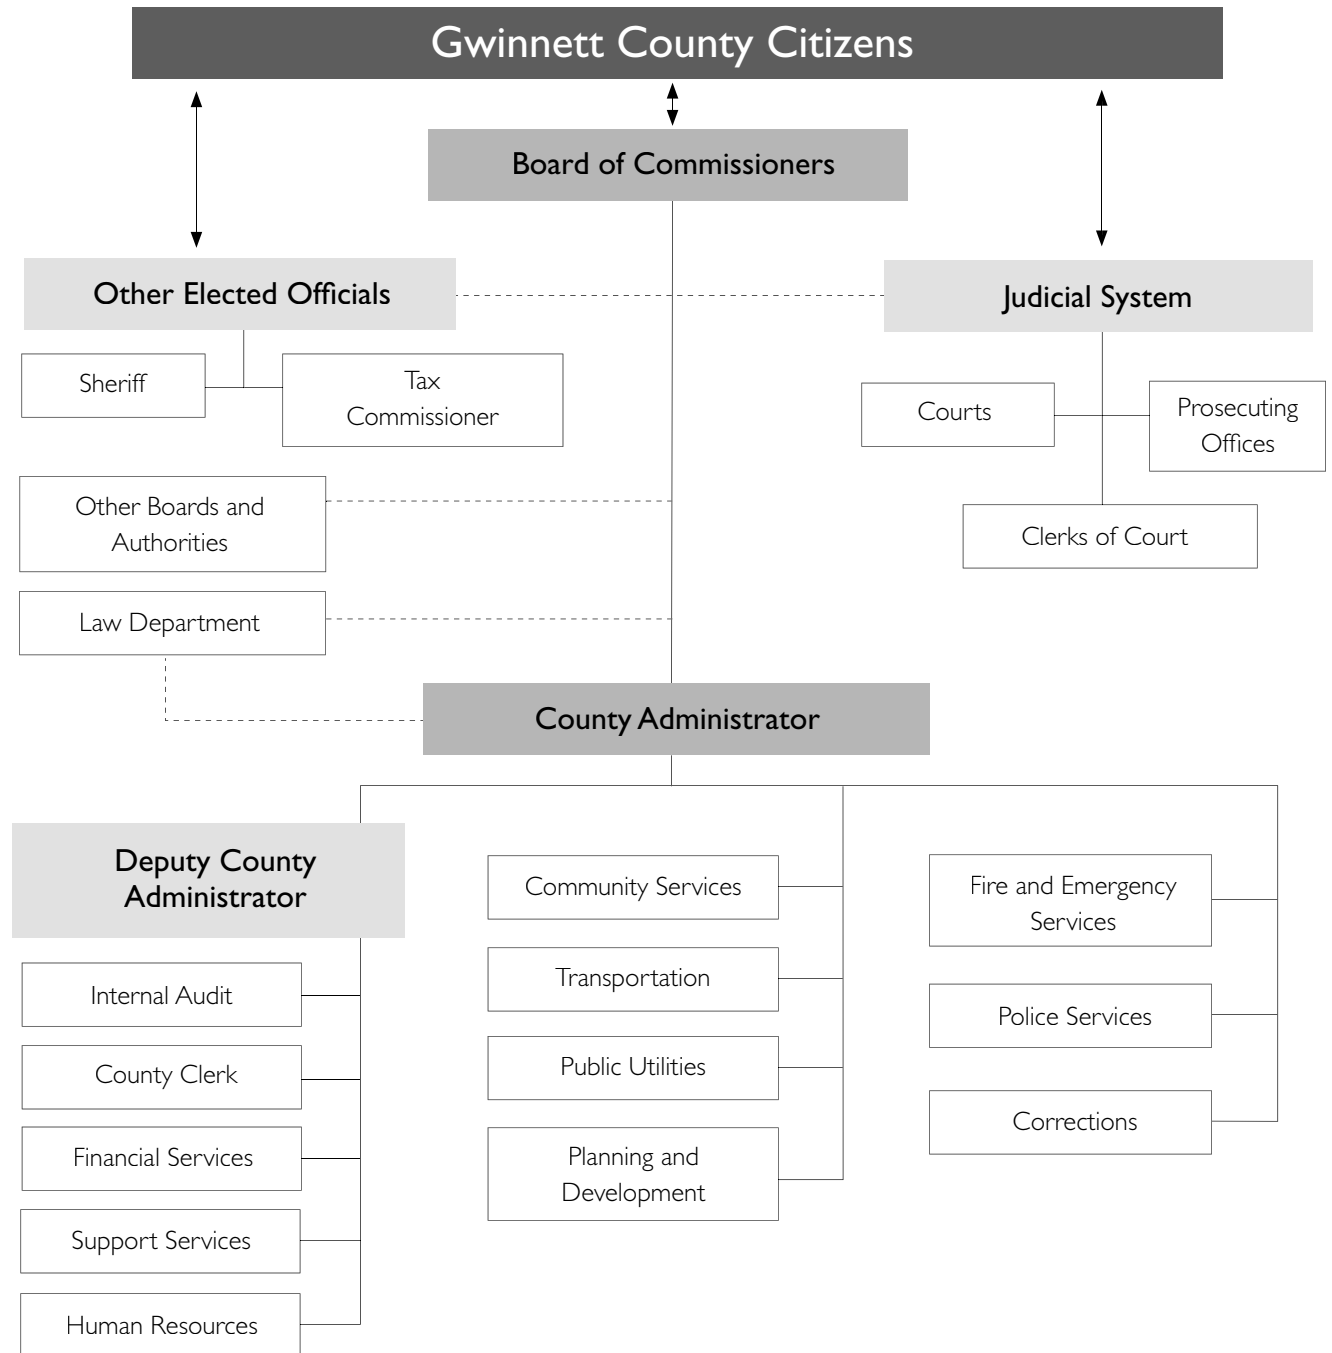 Gwinnett County Citizens
Board of Commissioners
Other Elected Officials
Judicial System
Sheriff
Tax
Commissioner
Courts
Prosecuting
Offices
Clerks of Court
Other Boards and
Authorities
Law Department
County Administrator
Deputy County
Administrator
Internal Audit
County Clerk
Financial Services
Support Services
Human Resources
Community Services
Transportation
Public Utilities
Planning and
Development
Fire and Emergency
Services
Police Services
Corrections